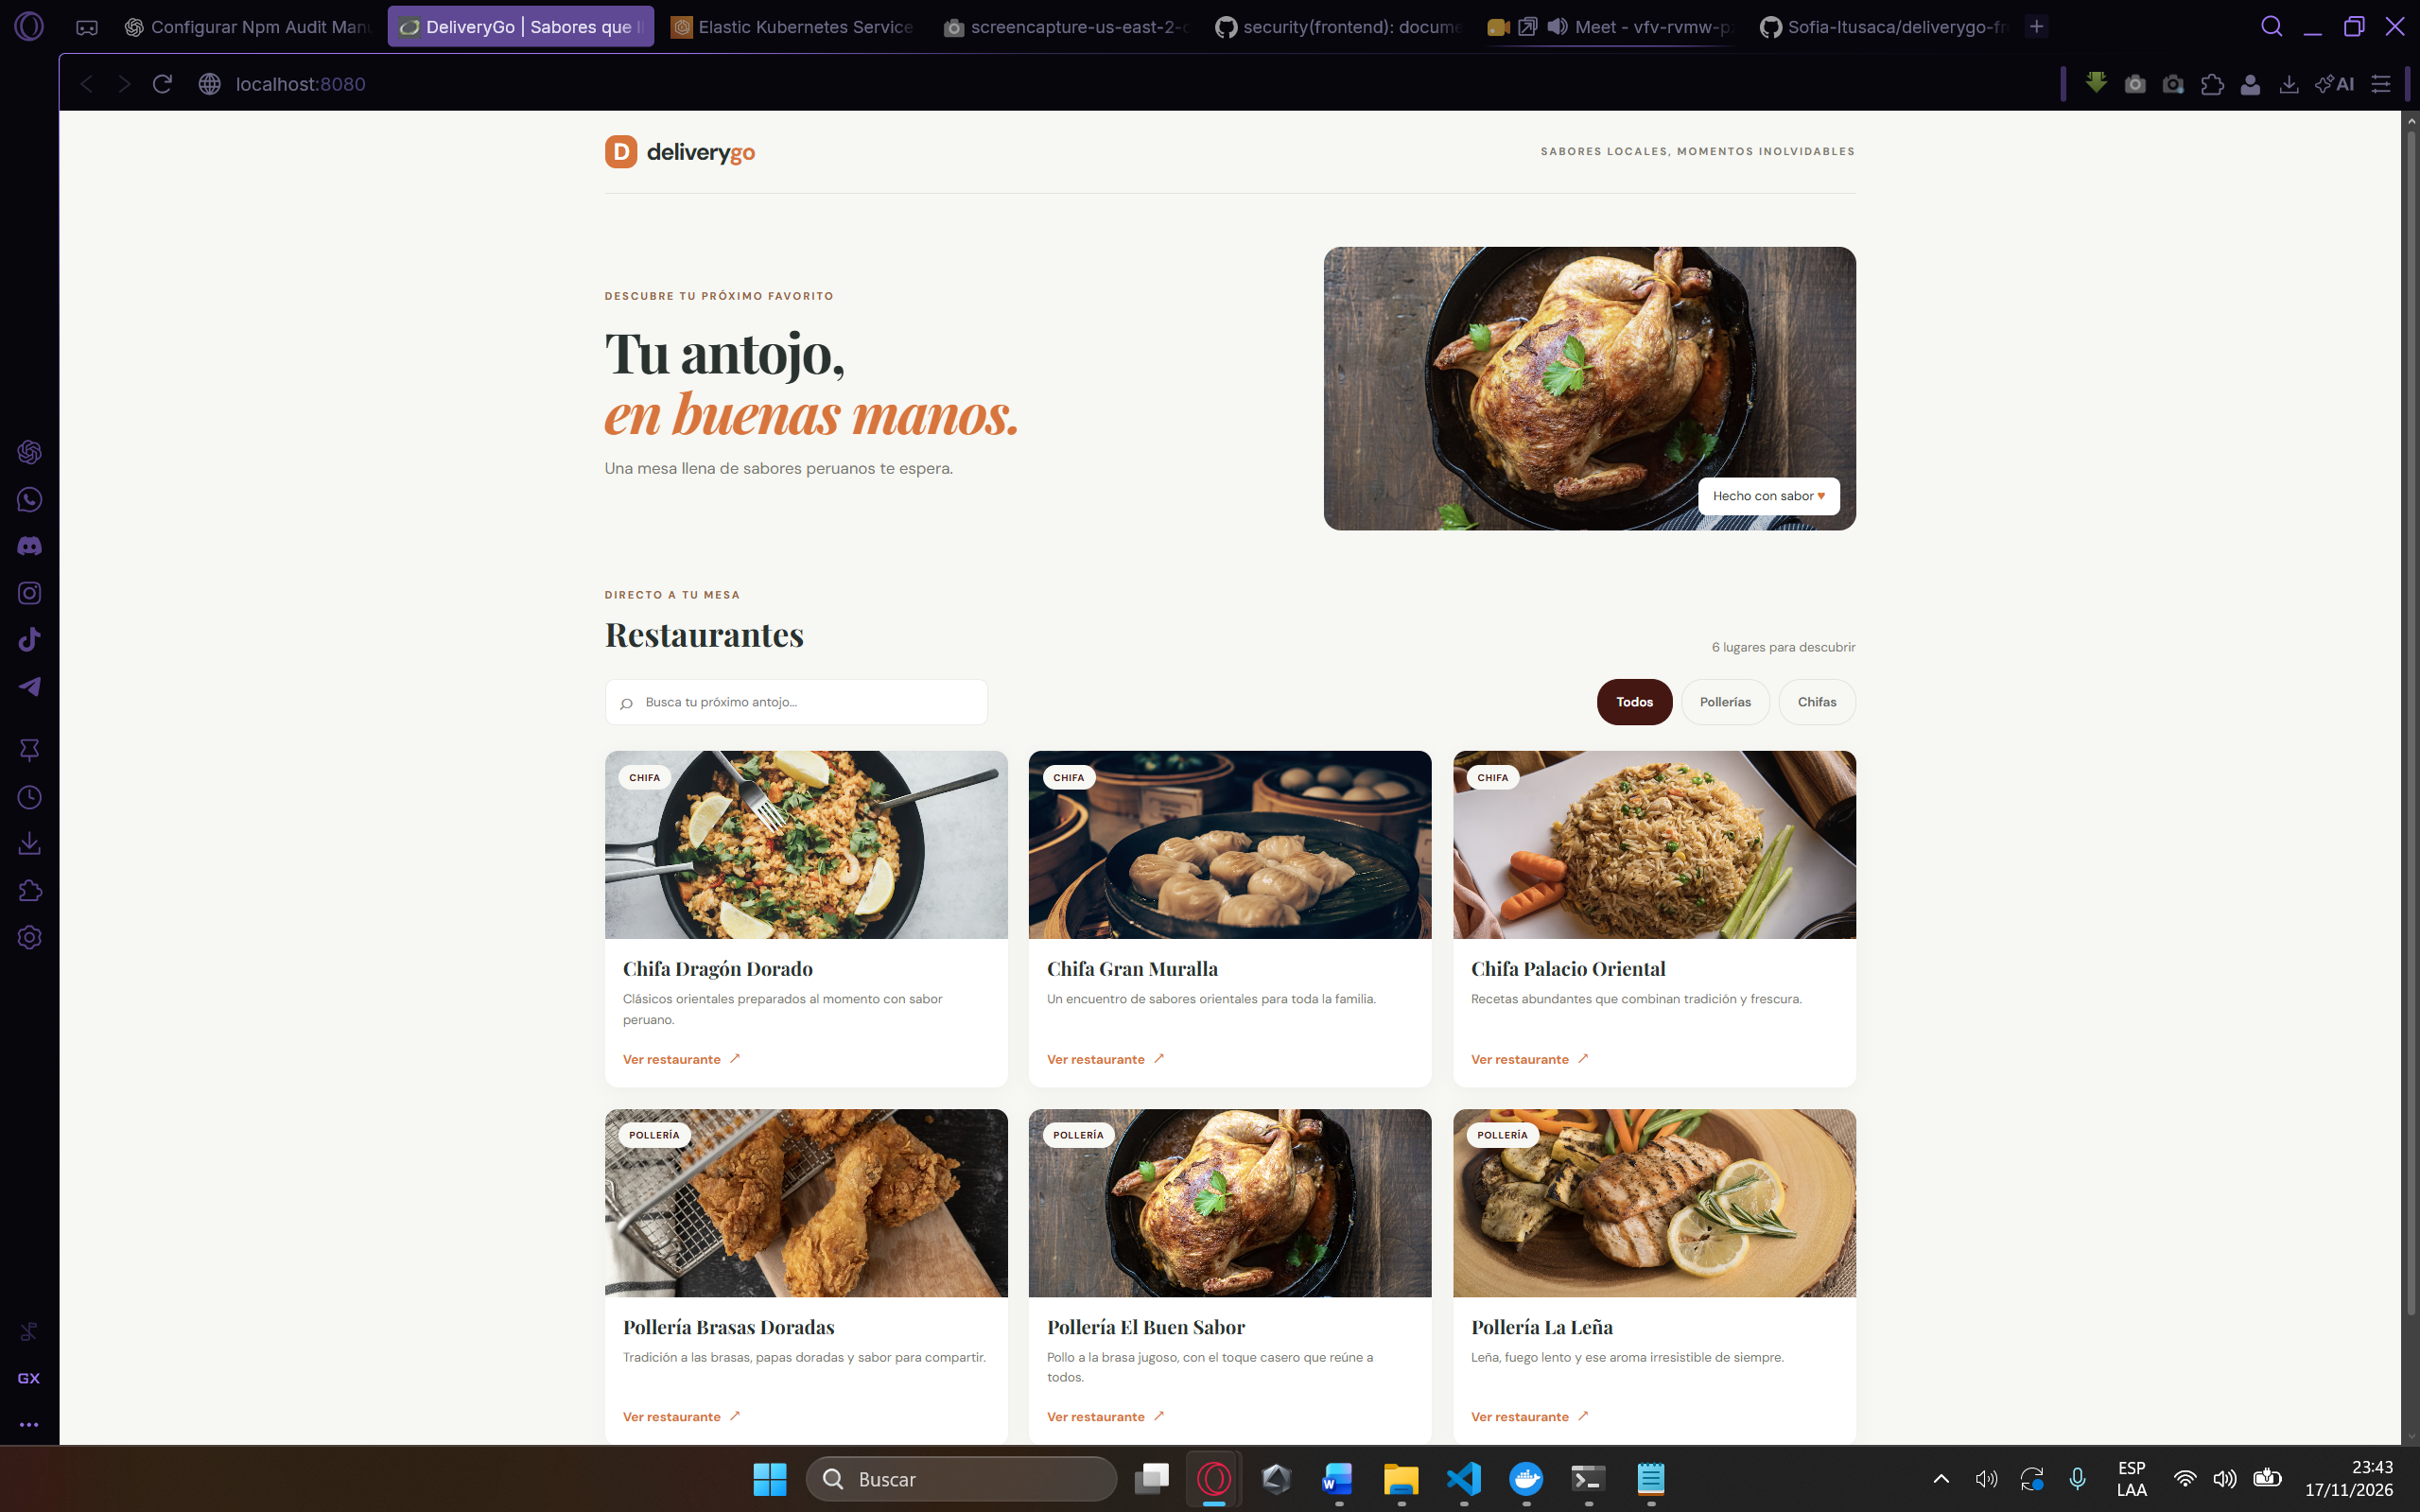 Configurar Npm Audit Man
DeliveryGo | Sabores que ll
Elastic Kubernetes Service
screencapture-us-east-2-c
security(frontend): docume
Meet - vfv-rvmw-p
Sofia-Itusaca/deliverygo-fr
localhost:8080
AI
D deliverygo
SABORES LOCALES, MOMENTOS INOLVIDABLES
DESCUBRE TU PRÓXIMO FAVORITO
Tu antojo,
en buenas manos.
Una mesa llena de sabores peruanos te espera.
Hecho con sabor ♥
DIRECTO A TU MESA
Restaurantes
6 lugares para descubrir
Busca tu próximo antojo...
Todos
Pollerías
Chifas
CHIFA
CHIFA
CHIFA
Chifa Dragón Dorado
Clásicos orientales preparados al momento con sabor
peruano.
Ver restaurante ↗
Chifa Gran Muralla
Un encuentro de sabores orientales para toda la familia.
Ver restaurante ↗
Chifa Palacio Oriental
Recetas abundantes que combinan tradición y frescura.
Ver restaurante ↗
POLLERÍA
POLLERÍA
POLLERÍA
Pollería Brasas Doradas
Tradición a las brasas, papas doradas y sabor para compartir.
Ver restaurante ↗
Pollería El Buen Sabor
Pollo a la brasa jugoso, con el toque casero que reúne a
todos.
Ver restaurante ↗
Pollería La Leña
Leña, fuego lento y ese aroma irresistible de siempre.
Ver restaurante ↗
GX
Buscar
ESP
LAA
23:43
17/11/2026